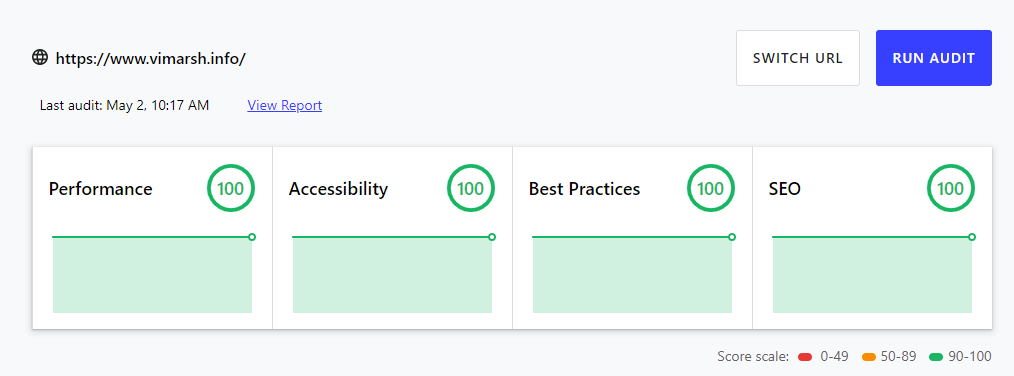 https://www.vimarsh.info/ SWITCH URL RUN AUDIT
Last audit: May 2, 10:17 AM View Report
Performance 100 Accessibility 100 Best Practices 100 SEO 100
Score scale: 0-49 50-89 90-100